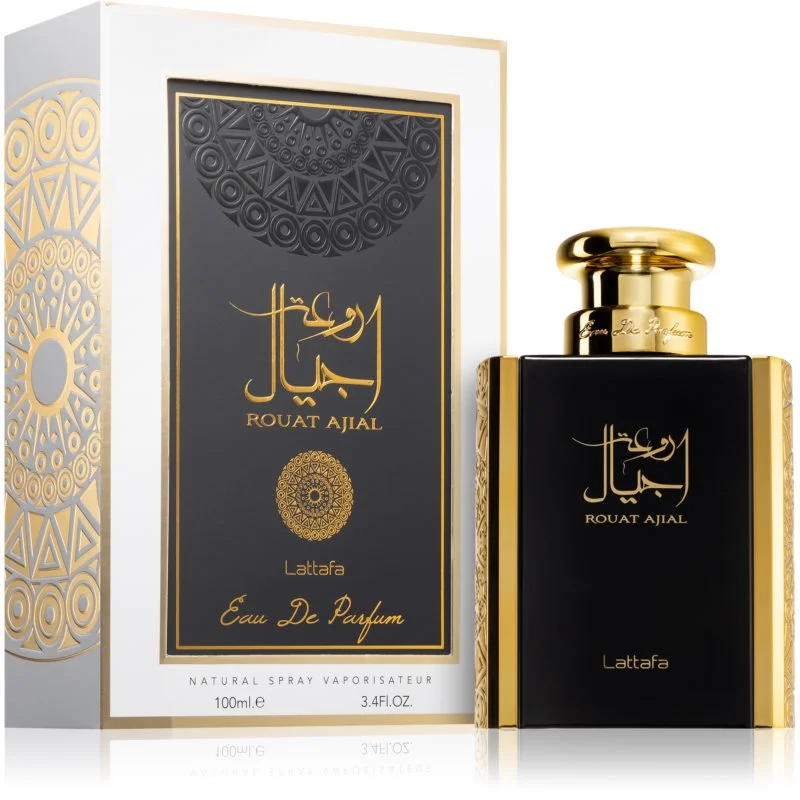 روعة
اجيال
ROUAT AJIAL
Lattafa
Eau De Parfum
NATURAL SPRAY VAPORISATEUR
100ml.e 3.4Fl.OZ.
Eau De Parfum
روعة
اجيال
ROUAT AJIAL
Lattafa